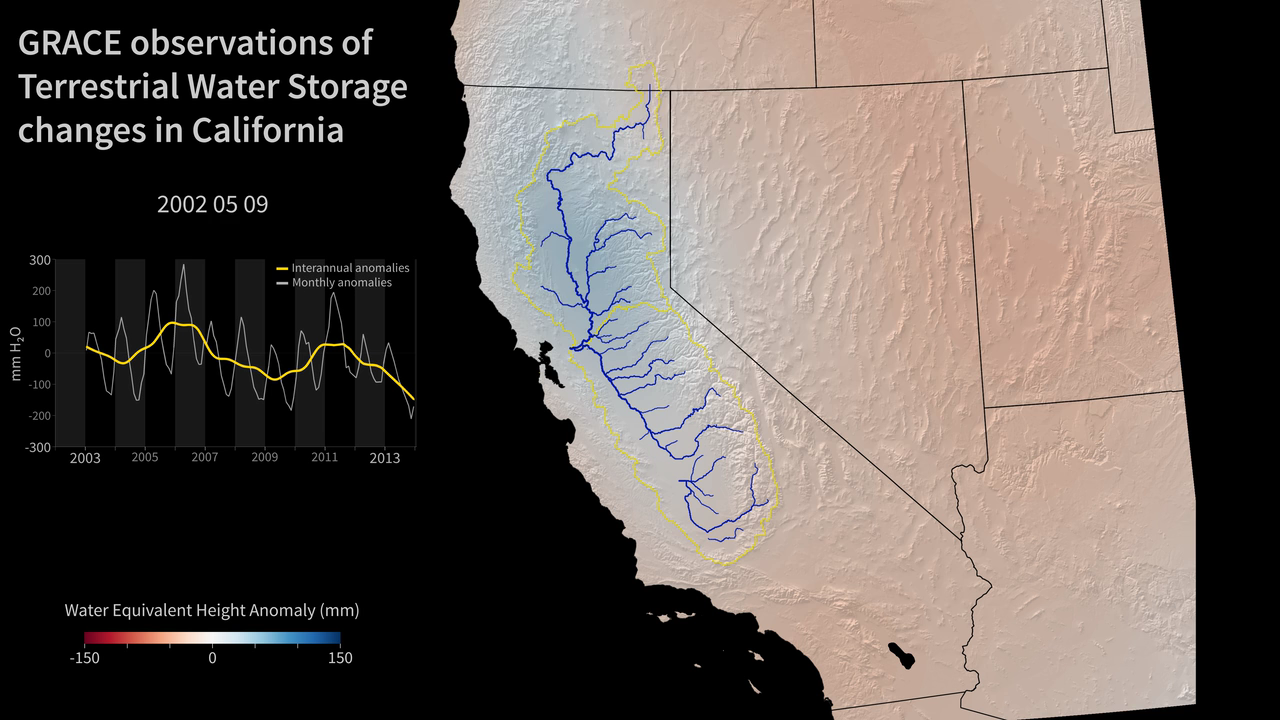 GRACE observations of
Terrestrial Water Storage
changes in California
2002 05 09
300
200
100
0
-100
-200
-300
mm H₂O
Interannual anomalies
Monthly anomalies
2003 2005 2007 2009 2011 2013
Water Equivalent Height Anomaly (mm)
-150 0 150